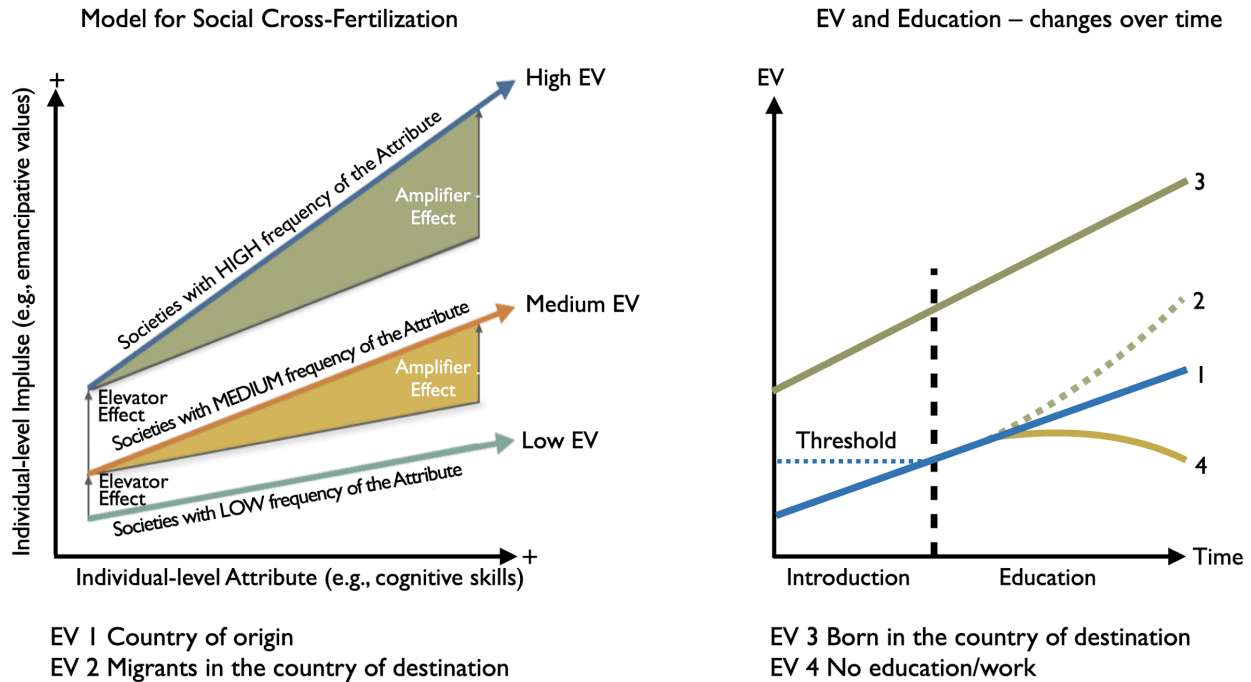 Model for Social Cross-Fertilization
+
Individual-level Implulse (e.g., emancipative values)
High EV
Societies with HIGH frequency of the Attribute
Amplifier
Effect
Medium EV
Societies with MEDIUM frequency of the Attribute
Amplifier
Effect
Elevator
Effect
Low EV
Elevator
Effect
Societies with LOW frequency of the Attribute
+
Individual-level Attribute (e.g., cognitive skills)
EV 1 Country of origin
EV 2 Migrants in the country of destination
EV and Education – changes over time
EV
3
2
1
Threshold
4
Time
Introduction
Education
EV 3 Born in the country of destination
EV 4 No education/work